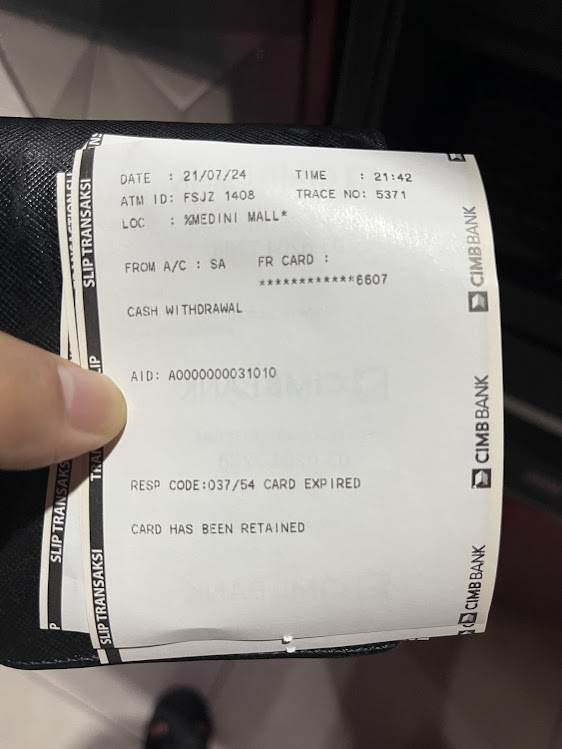 DATE : 21/07/24 TIME : 21:42
ATM ID: FSJZ 1408 TRACE NO: 5371
LOC : %MEDINI MALL*
FROM A/C : SA FR CARD :
************6607
CASH WITHDRAWAL
AID: A0000000031010
RESP CODE:037/54 CARD EXPIRED
CARD HAS BEEN RETAINED
SLIP TRANSAKSI
SLIP TRANSAKSI
SLIP TRANSAKSI
CIMB BANK
CIMB BANK
CIMB BANK